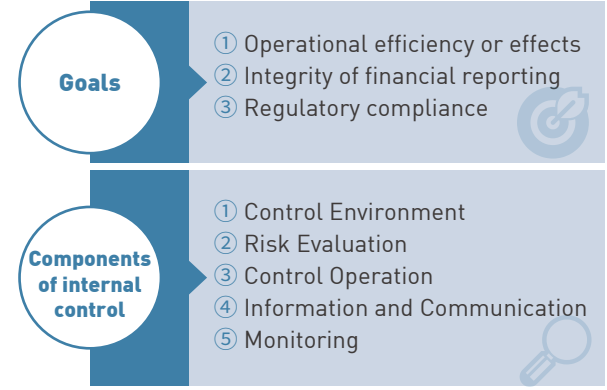 Goals
① Operational efficiency or effects
② Integrity of financial reporting
③ Regulatory compliance
Components
of internal
control
① Control Environment
② Risk Evaluation
③ Control Operation
④ Information and Communication
⑤ Monitoring